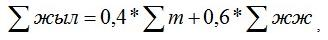 ∑ жыл = 0,4 * ∑ т + 0,6 * ∑ жж ,